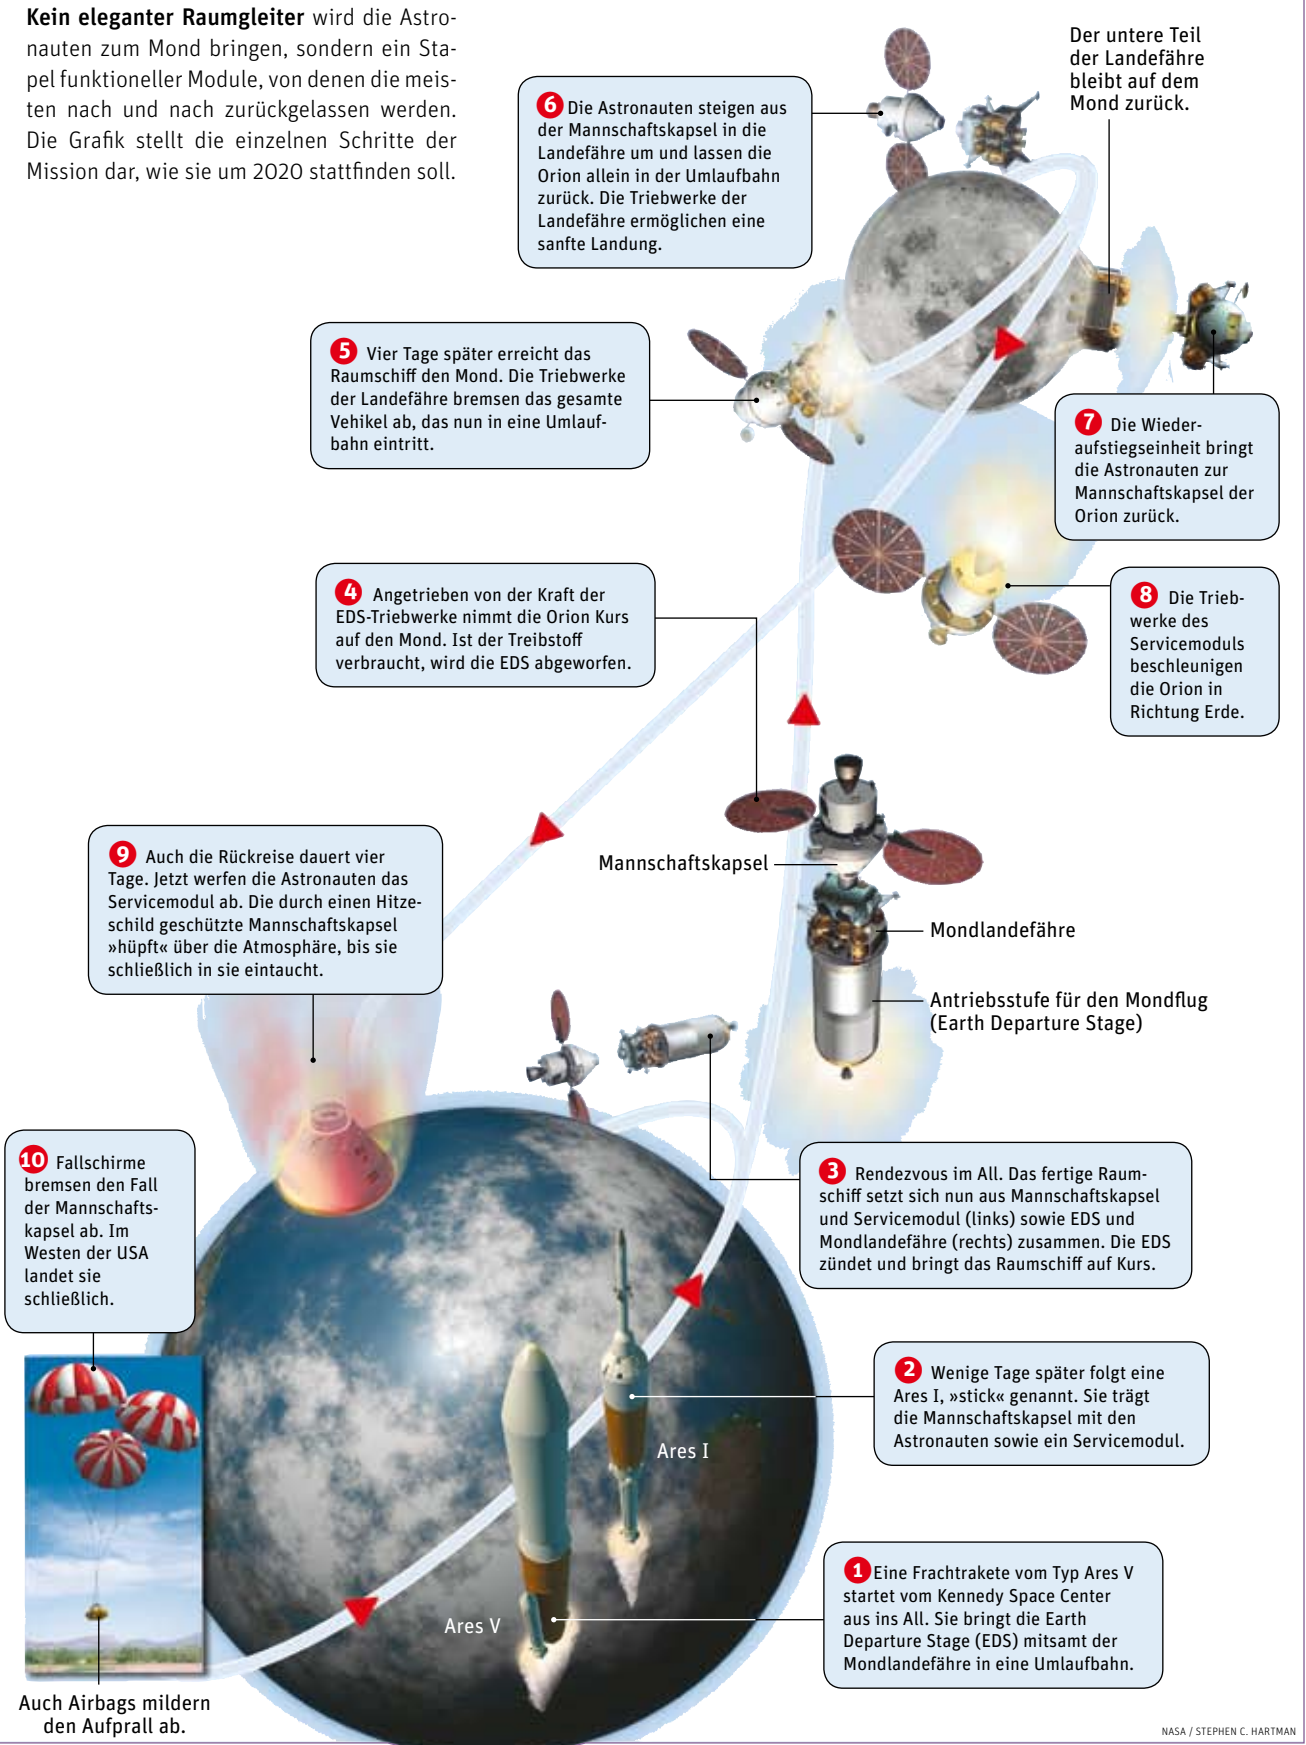 Kein eleganter Raumgleiter wird die Astro-
nauten zum Mond bringen, sondern ein Sta-
pel funktioneller Module, von denen die meis-
ten nach und nach zurückgelassen werden.
Die Grafik stellt die einzelnen Schritte der
Mission dar, wie sie um 2020 stattfinden soll.
Der untere Teil
der Landefähre
bleibt auf dem
Mond zurück.
6 Die Astronauten steigen aus
der Mannschaftskapsel in die
Landefähre um und lassen die
Orion allein in der Umlaufbahn
zurück. Die Triebwerke der
Landefähre ermöglichen eine
sanfte Landung.
5 Vier Tage später erreicht das
Raumschiff den Mond. Die Triebwerke
der Landefähre bremsen das gesamte
Vehikel ab, das nun in eine Umlauf-
bahn eintritt.
7 Die Wieder-
aufstiegseinheit bringt
die Astronauten zur
Mannschaftskapsel der
Orion zurück.
4 Angetrieben von der Kraft der
EDS-Triebwerke nimmt die Orion Kurs
auf den Mond. Ist der Treibstoff
verbraucht, wird die EDS abgeworfen.
8 Die Trieb-
werke des
Servicemoduls
beschleunigen
die Orion in
Richtung Erde.
9 Auch die Rückreise dauert vier
Tage. Jetzt werfen die Astronauten das
Servicemodul ab. Die durch einen Hitze-
schild geschützte Mannschaftskapsel
»hüpft« über die Atmosphäre, bis sie
schließlich in sie eintaucht.
Mannschaftskapsel
Mondlandefähre
Antriebsstufe für den Mondflug
(Earth Departure Stage)
10 Fallschirme
bremsen den Fall
der Mannschafts-
kapsel ab. Im
Westen der USA
landet sie
schließlich.
3 Rendezvous im All. Das fertige Raum-
schiff setzt sich nun aus Mannschaftskapsel
und Servicemodul (links) sowie EDS und
Mondlandefähre (rechts) zusammen. Die EDS
zündet und bringt das Raumschiff auf Kurs.
2 Wenige Tage später folgt eine
Ares I, »stick« genannt. Sie trägt
die Mannschaftskapsel mit den
Astronauten sowie ein Servicemodul.
Ares I
1 Eine Frachtrakete vom Typ Ares V
startet vom Kennedy Space Center
aus ins All. Sie bringt die Earth
Departure Stage (EDS) mitsamt der
Mondlandefähre in eine Umlaufbahn.
Ares V
Auch Airbags mildern
den Aufprall ab.
NASA / STEPHEN C. HARTMAN